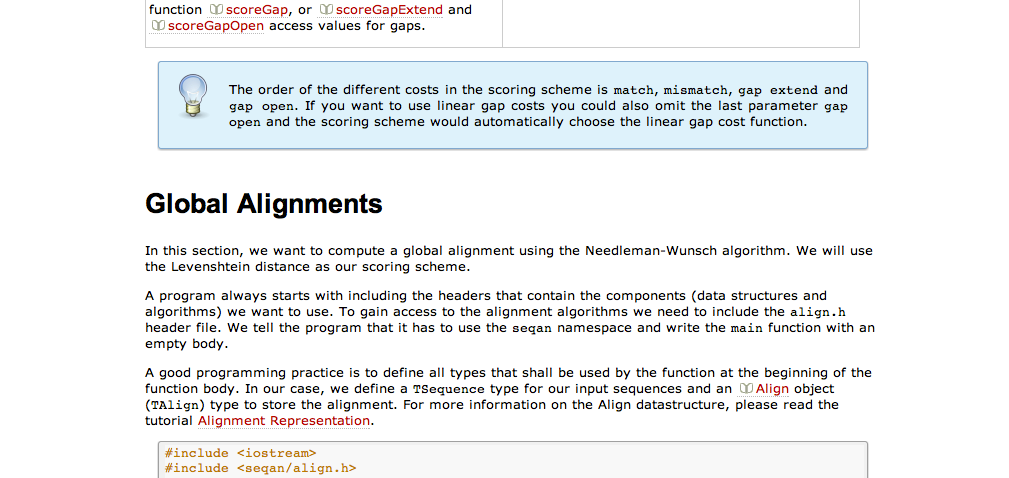 function scoreGap, or scoreGapExtend and
scoreGapOpen access values for gaps.
The order of the different costs in the scoring scheme is match, mismatch, gap extend and
gap open. If you want to use linear gap costs you could also omit the last parameter gap
open and the scoring scheme would automatically choose the linear gap cost function.
Global Alignments
In this section, we want to compute a global alignment using the Needleman-Wunsch algorithm. We will use
the Levenshtein distance as our scoring scheme.
A program always starts with including the headers that contain the components (data structures and
algorithms) we want to use. To gain access to the alignment algorithms we need to include the align.h
header file. We tell the program that it has to use the seqan namespace and write the main function with an
empty body.
A good programming practice is to define all types that shall be used by the function at the beginning of the
function body. In our case, we define a TSequence type for our input sequences and an Align object
(TAlign) type to store the alignment. For more information on the Align datastructure, please read the
tutorial Alignment Representation.
#include <iostream>
#include <seqan/align.h>